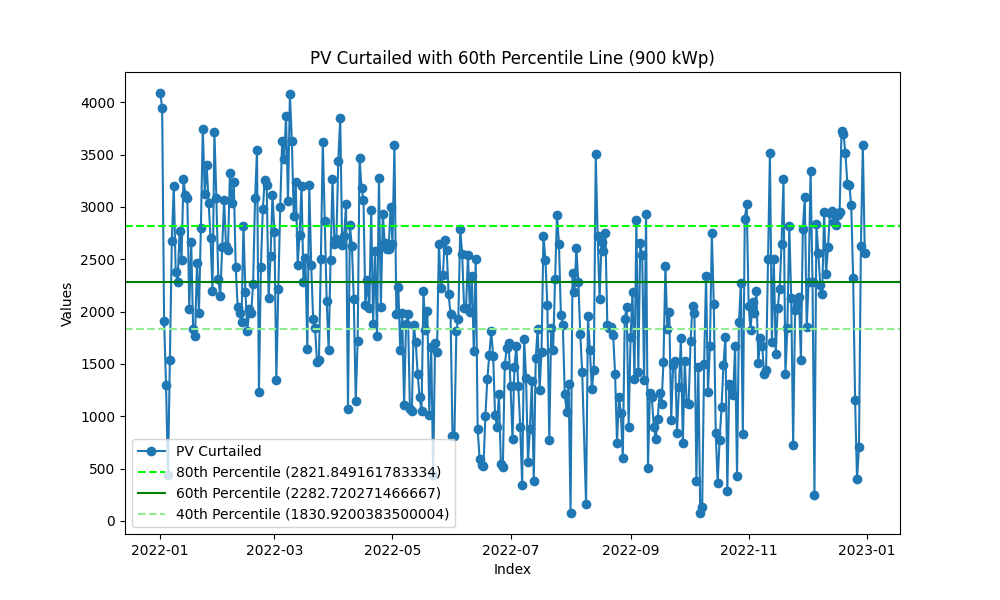 PV Curtailed with 60th Percentile Line (900 kWp)
Values
4000
3500
3000
2500
2000
1500
1000
500
0
PV Curtailed
80th Percentile (2821.849161783334)
60th Percentile (2282.720271466667)
40th Percentile (1830.9200383500004)
2022-01
2022-03
2022-05
2022-07
2022-09
2022-11
2023-01
Index